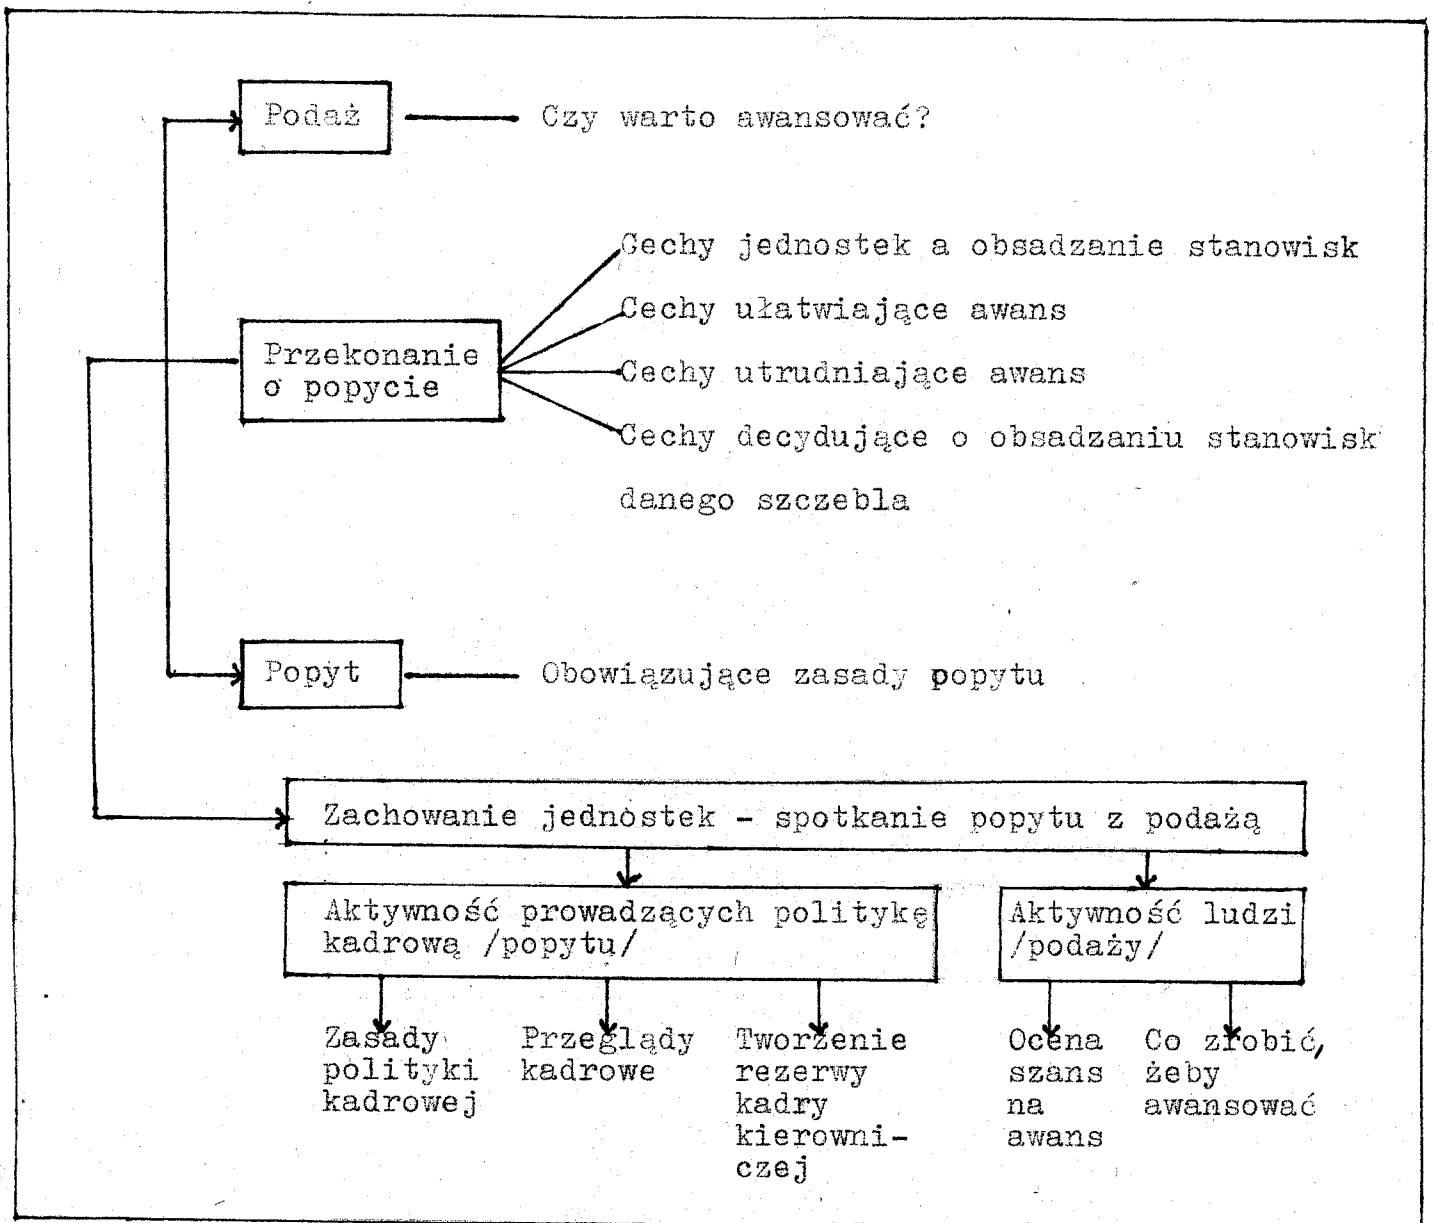 Podaż
Czy warto awansować?
Cechy jednostek a obsadzanie stanowisk
Cechy ułatwiające awans
Przekonanie
o popycie
Cechy utrudniające awans
Cechy decydujące o obsadzaniu stanowisk
danego szczebla
Popyt
Obowiązujące zasady popytu
Zachowanie jednostek - spotkanie popytu z podażą
Aktywność prowadzących politykę
kadrową /popytu/
Aktywność ludzi
/podaży/
Zasady
polityki
kadrowej
Przeglądy
kadrowe
Tworzenie
rezerwy
kadry
kierowni-
czej
Ocena
szans
na
awans
Co zrobić,
żeby
awansować